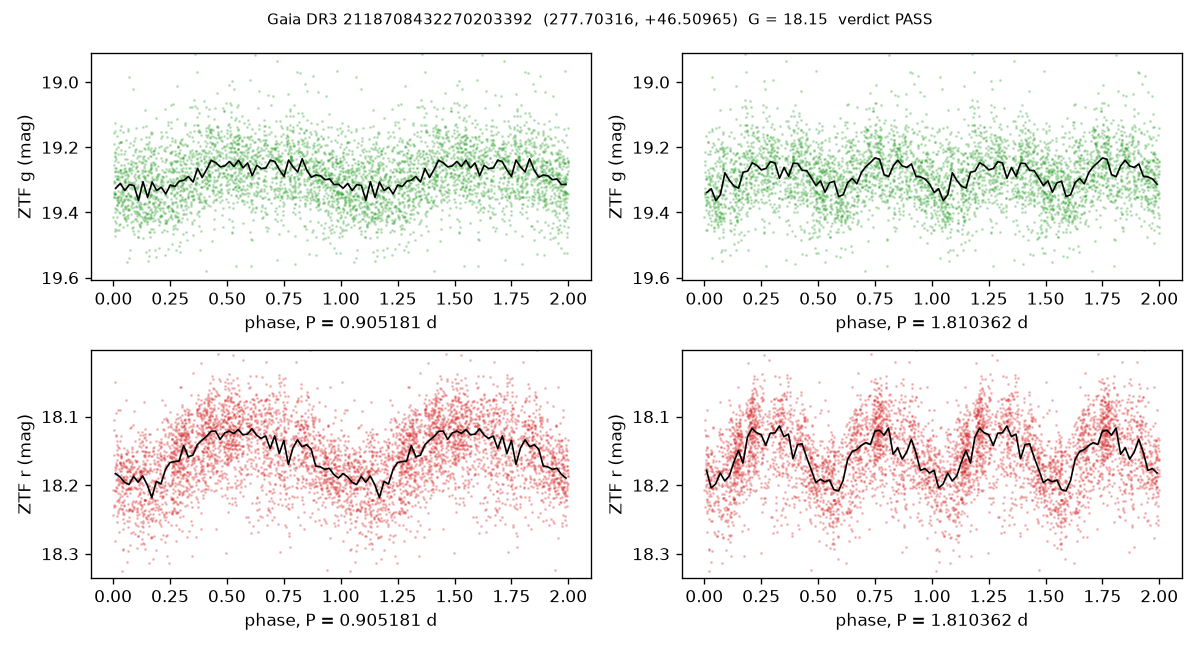 Gaia DR3 2118708432270203392  (277.70316, +46.50965)  G = 18.15  verdict PASS
ZTF g (mag)
19.0
19.2
19.4
19.6
0.00 0.25 0.50 0.75 1.00 1.25 1.50 1.75 2.00
phase, P = 0.905181 d
ZTF g (mag)
19.0
19.2
19.4
19.6
0.00 0.25 0.50 0.75 1.00 1.25 1.50 1.75 2.00
phase, P = 1.810362 d
ZTF r (mag)
18.1
18.2
18.3
0.00 0.25 0.50 0.75 1.00 1.25 1.50 1.75 2.00
phase, P = 0.905181 d
ZTF r (mag)
18.1
18.2
18.3
0.00 0.25 0.50 0.75 1.00 1.25 1.50 1.75 2.00
phase, P = 1.810362 d